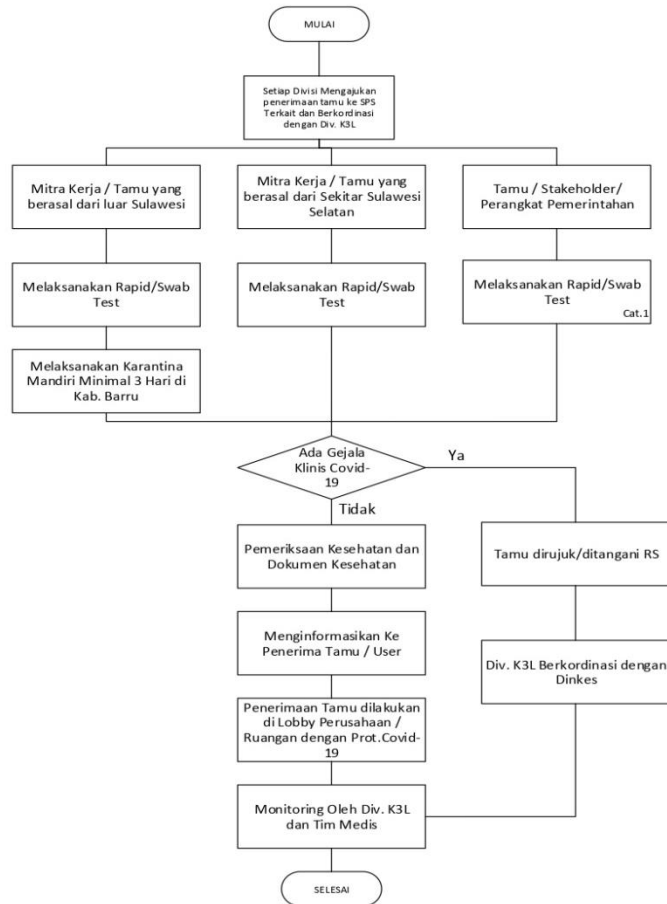 MULAI
Setiap Divisi Mengajukan
penerimaan tamu ke SPS
Terkait dan Berkordinasi
dengan Div. K3L
Mitra Kerja / Tamu yang
berasal dari luar Sulawesi
Mitra Kerja / Tamu yang
berasal dari Sekitar Sulawesi
Selatan
Tamu / Stakeholder/
Perangkat Pemerintahan
Melaksanakan Rapid/Swab
Test
Melaksanakan Rapid/Swab
Test
Melaksanakan Rapid/Swab
Test
Cat.1
Melaksanakan Karantina
Mandiri Minimal 3 Hari di
Kab. Barru
Ada Gejala
Klinis Covid-
19
Ya
Tidak
Pemeriksaan Kesehatan dan
Dokumen Kesehatan
Tamu dirujuk/ditangani RS
Menginformasikan Ke
Penerima Tamu / User
Div. K3L Berkordinasi dengan
Dinkes
Penerimaan Tamu dilakukan
di Lobby Perusahaan /
Ruangan dengan Prot.Covid-
19
Monitoring Oleh Div. K3L
dan Tim Medis
SELESAI